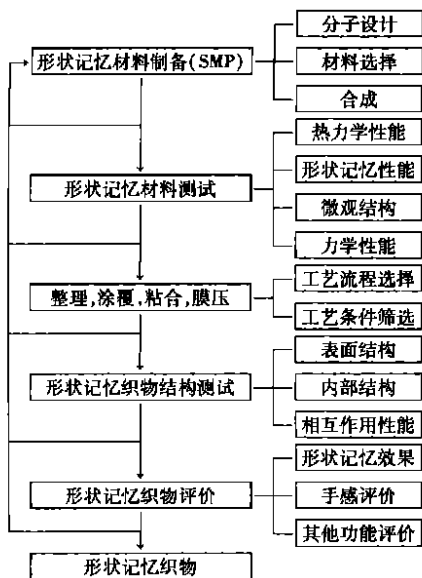 形状记忆材料制备(SMP)
分子设计
材料选择
合成
形状记忆材料测试
热力学性能
形状记忆性能
微观结构
力学性能
整理,涂覆,粘合,膜压
工艺流程选择
工艺条件筛选
形状记忆织物结构测试
表面结构
内部结构
相互作用性能
形状记忆织物评价
形状记忆效果
手感评价
其他功能评价
形状记忆织物